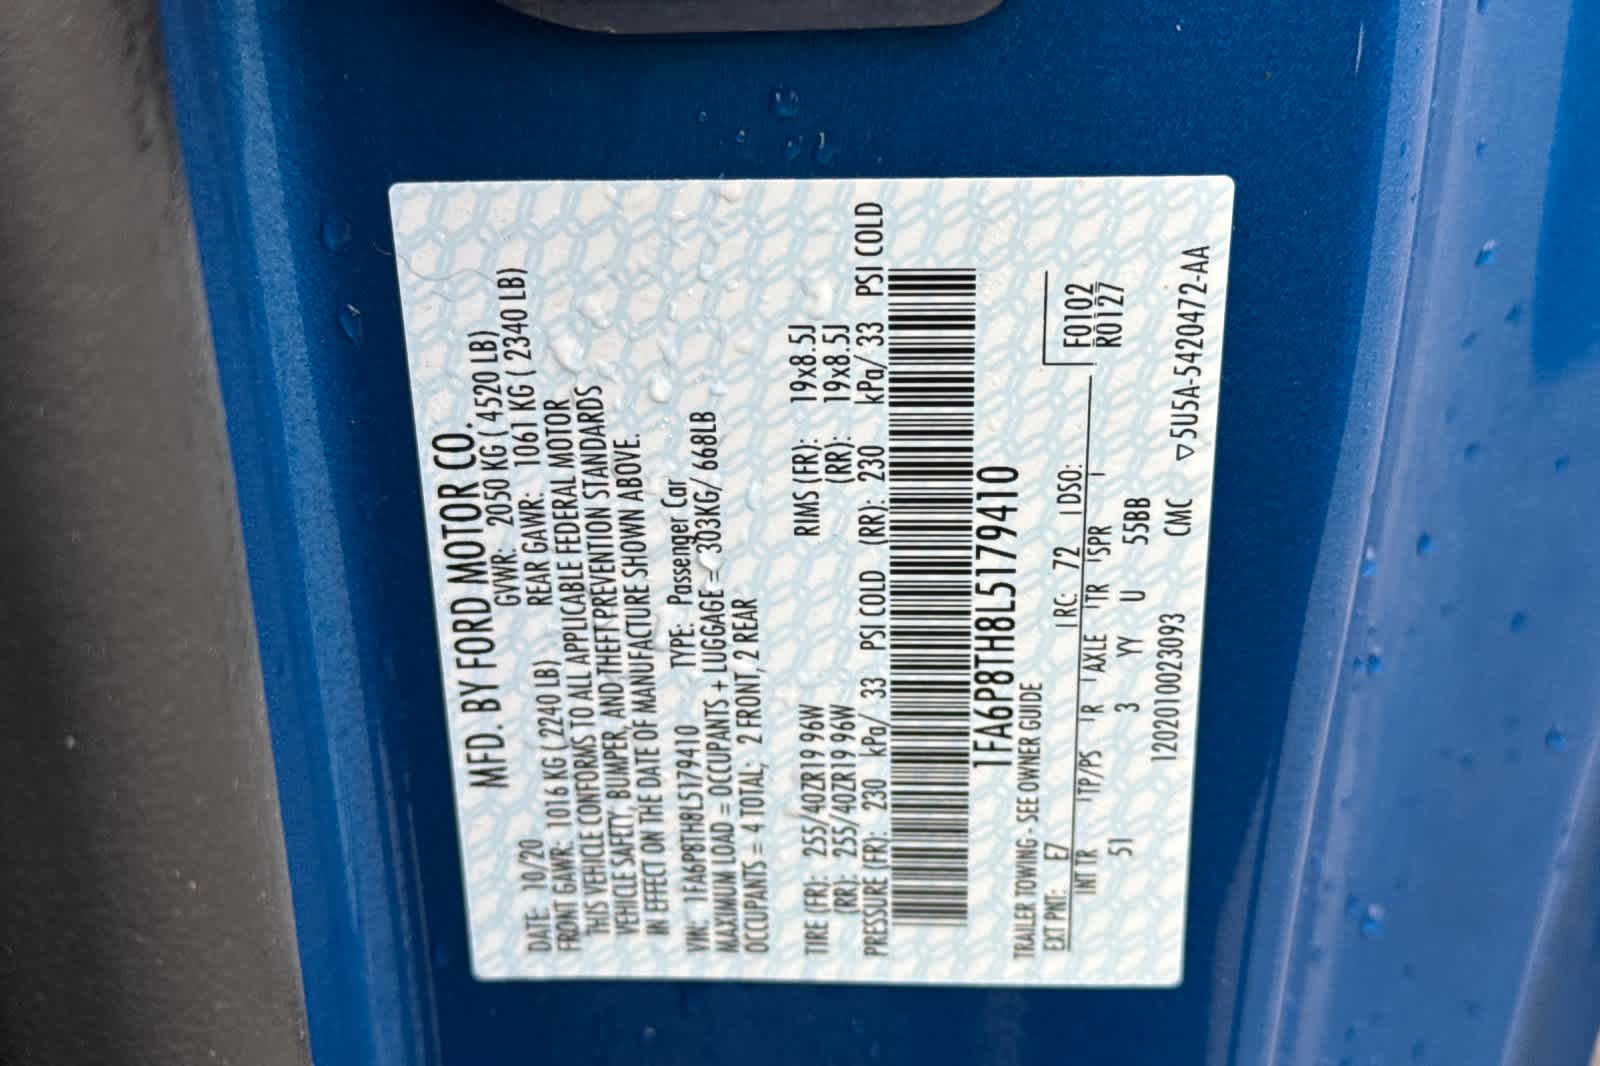 MFD. BY FORD MOTOR CO.
DATE: 10/20 GVWR: 2050 KG ( 4520 LB)
FRONT GAWR: 1016 KG ( 2240 LB) REAR GAWR: 1061 KG ( 2340 LB)
THIS VEHICLE CONFORMS TO ALL APPLICABLE FEDERAL MOTOR
VEHICLE SAFETY, BUMPER, AND THEFT PREVENTION STANDARDS
IN EFFECT ON THE DATE OF MANUFACTURE SHOWN ABOVE.
VIN: 1FA6P8TH8L5179410 TYPE: Passenger Car
MAXIMUM LOAD = OCCUPANTS + LUGGAGE = 303KG/ 668LB
OCCUPANTS = 4 TOTAL; 2 FRONT, 2 REAR
TIRE (FR): 255/40ZR19 96W RIMS (FR): 19x8.5J
(RR): 255/40ZR19 96W (RR): 19x8.5J
PRESSURE (FR): 230 kPa/ 33 PSI COLD (RR): 230 kPa/ 33 PSI COLD
1FA6P8TH8L5179410
TRAILER TOWING - SEE OWNER GUIDE
F0102
EXT PNT: E7 RC: 72 DSO: R0127
INT TR TP/PS R AXLE TR SPR
51 3 YY U 55BB
1202010023093 CMC ▽5U5A-5420472-AA